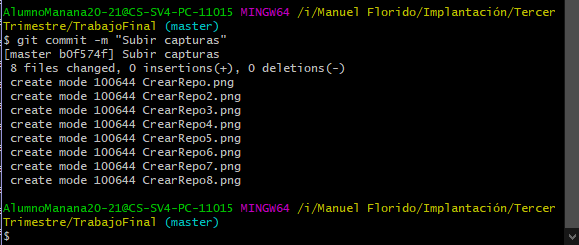 AlumnoManana20-21@CS-SV4-PC-11015 MINGW64 /i/Manuel Florido/Implantación/Tercer
Trimestre/TrabajoFinal (master)
$ git commit -m "Subir capturas"
[master b0f574f] Subir capturas
 8 files changed, 0 insertions(+), 0 deletions(-)
 create mode 100644 CrearRepo.png
 create mode 100644 CrearRepo2.png
 create mode 100644 CrearRepo3.png
 create mode 100644 CrearRepo4.png
 create mode 100644 CrearRepo5.png
 create mode 100644 CrearRepo6.png
 create mode 100644 CrearRepo7.png
 create mode 100644 CrearRepo8.png
AlumnoManana20-21@CS-SV4-PC-11015 MINGW64 /i/Manuel Florido/Implantación/Tercer
Trimestre/TrabajoFinal (master)
$